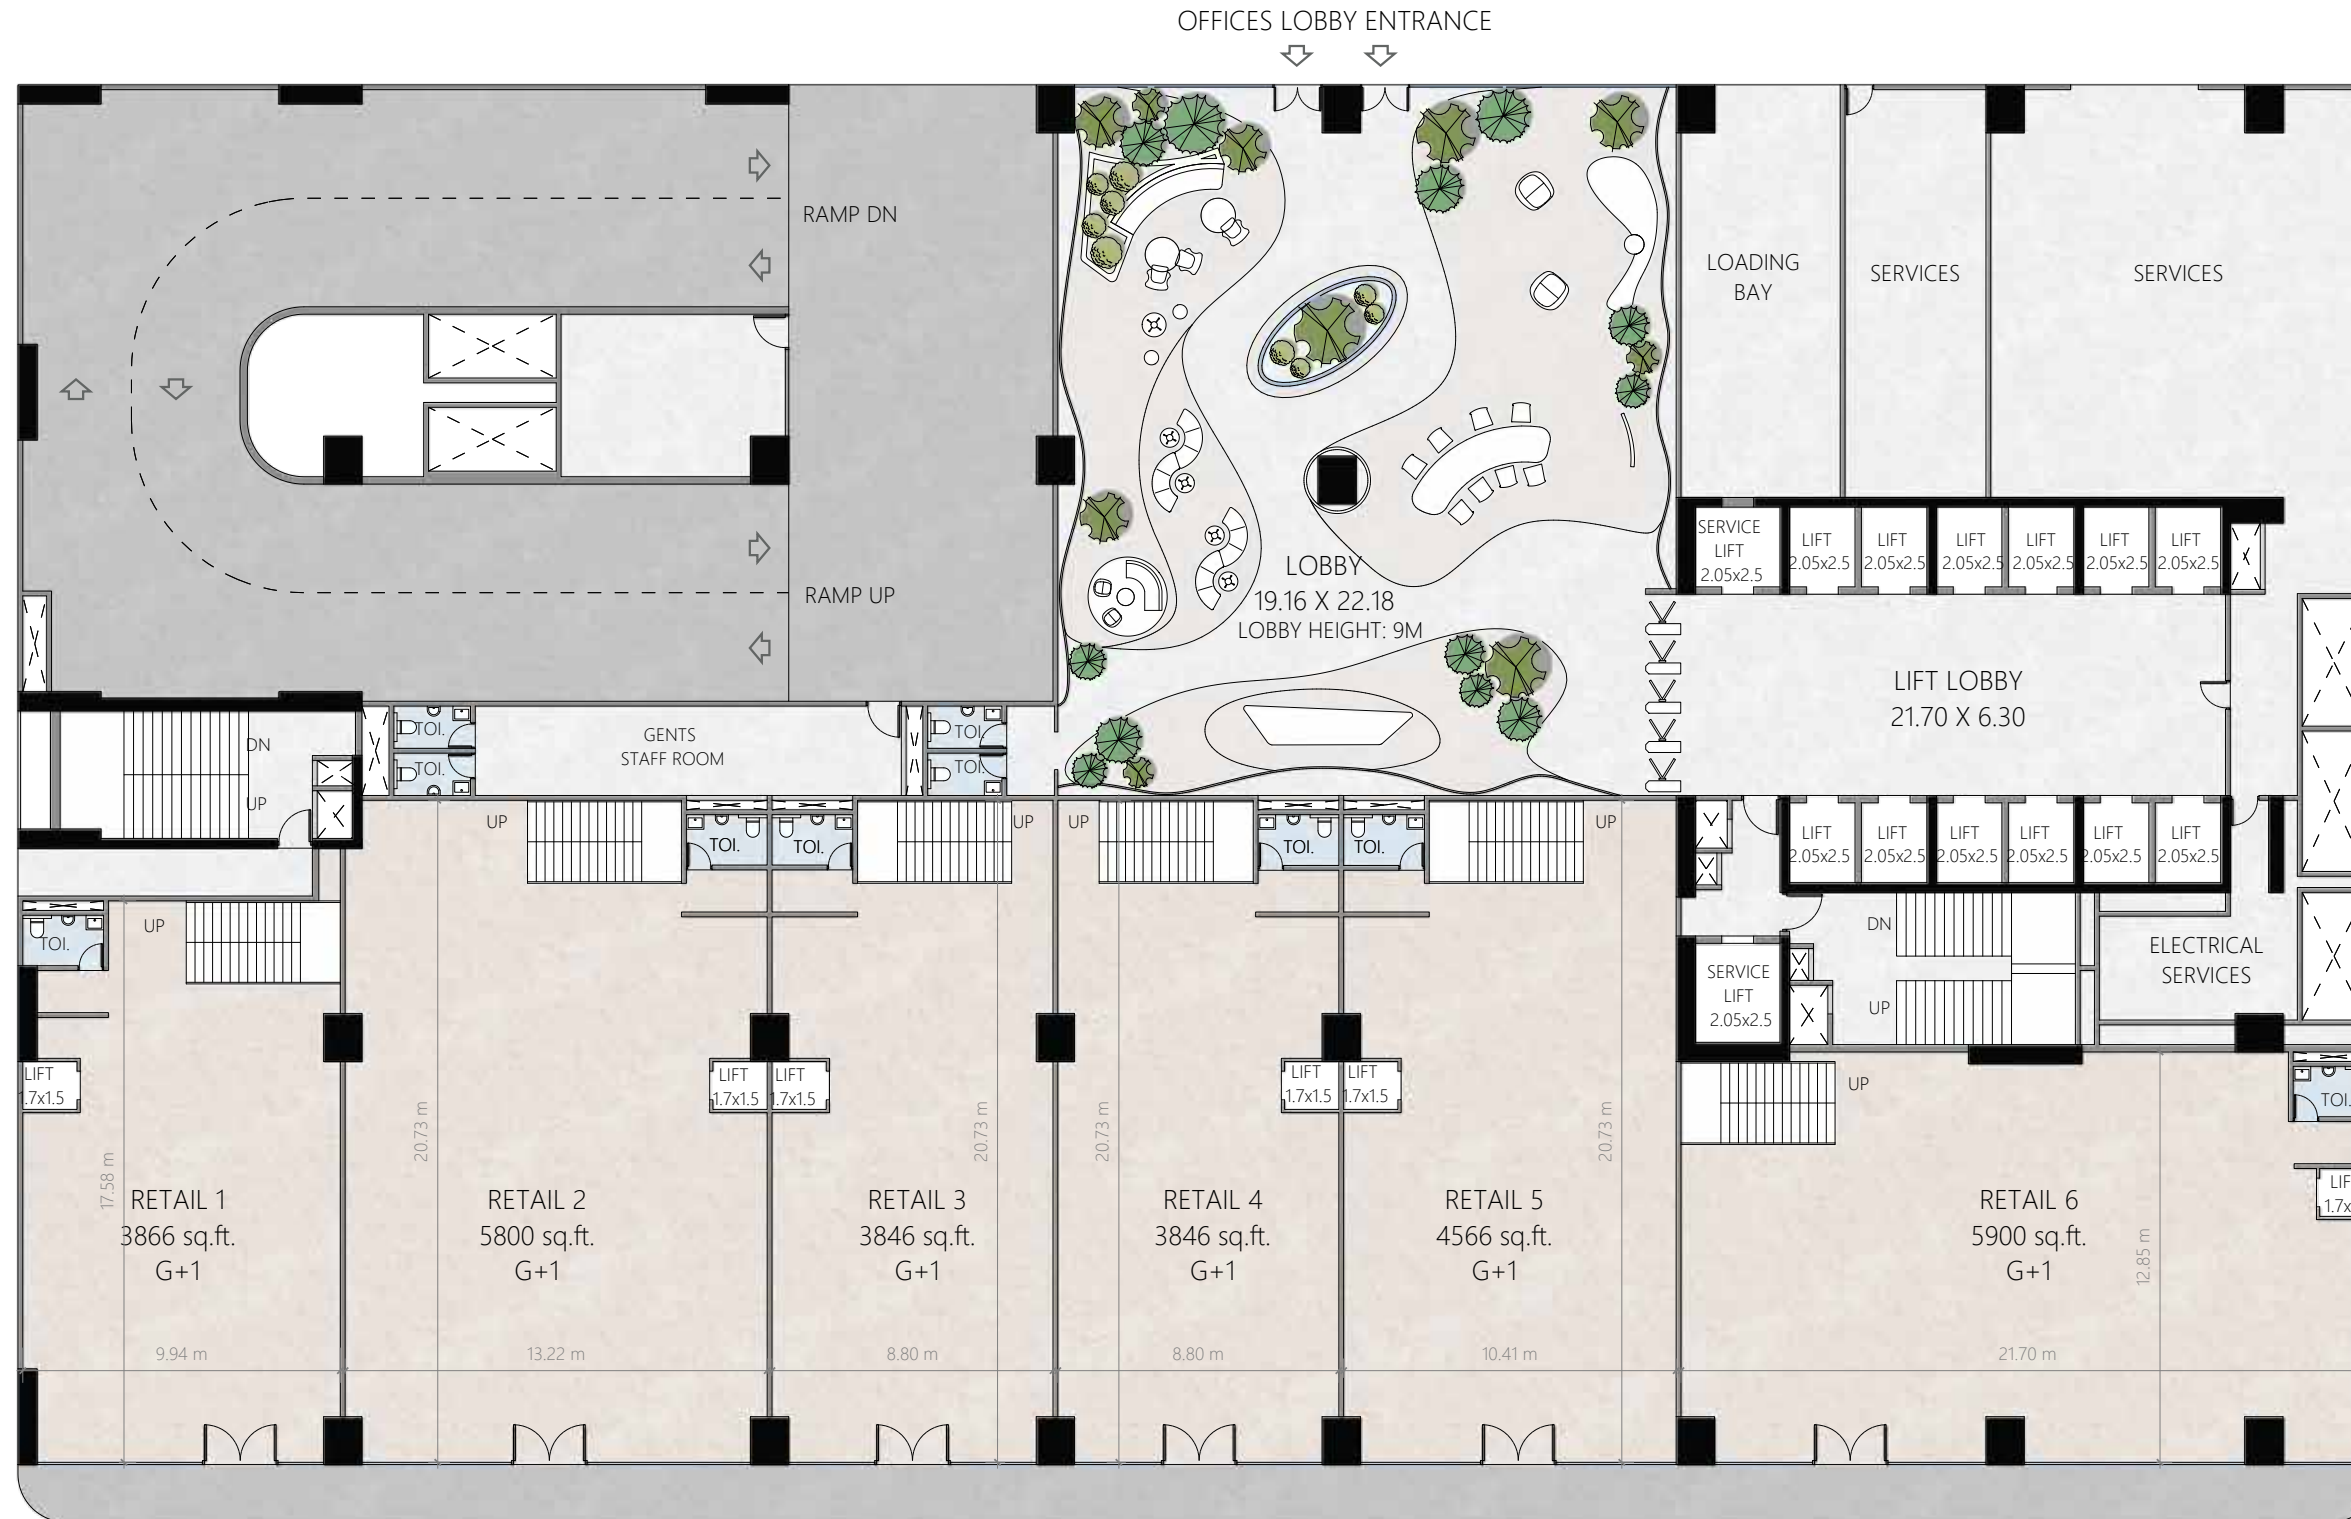 OFFICES LOBBY ENTRANCE
RAMP DN
LOADING
BAY
SERVICES
SERVICES
RAMP UP
LOBBY
19.16 X 22.18
LOBBY HEIGHT: 9M
SERVICE
LIFT
2.05x2.5
LIFT
2.05x2.5
LIFT
2.05x2.5
LIFT
2.05x2.5
LIFT
2.05x2.5
LIFT
2.05x2.5
LIFT
2.05x2.5
LIFT LOBBY
21.70 X 6.30
DN
UP
TOI.
TOI.
GENTS
STAFF ROOM
TOI.
TOI.
UP
TOI.
TOI.
UP
UP
TOI.
TOI.
UP
LIFT
2.05x2.5
LIFT
2.05x2.5
LIFT
2.05x2.5
LIFT
2.05x2.5
LIFT
2.05x2.5
LIFT
2.05x2.5
TOI.
UP
DN
UP
SERVICE
LIFT
2.05x2.5
ELECTRICAL
SERVICES
LIFT
1.7x1.5
LIFT
1.7x1.5
LIFT
1.7x1.5
LIFT
1.7x1.5
LIFT
1.7x1.5
UP
TOI.
LIF
1.7x
17.58 m
20.73 m
20.73 m
20.73 m
20.73 m
12.85 m
RETAIL 1
3866 sq.ft.
G+1
RETAIL 2
5800 sq.ft.
G+1
RETAIL 3
3846 sq.ft.
G+1
RETAIL 4
3846 sq.ft.
G+1
RETAIL 5
4566 sq.ft.
G+1
RETAIL 6
5900 sq.ft.
G+1
9.94 m
13.22 m
8.80 m
8.80 m
10.41 m
21.70 m